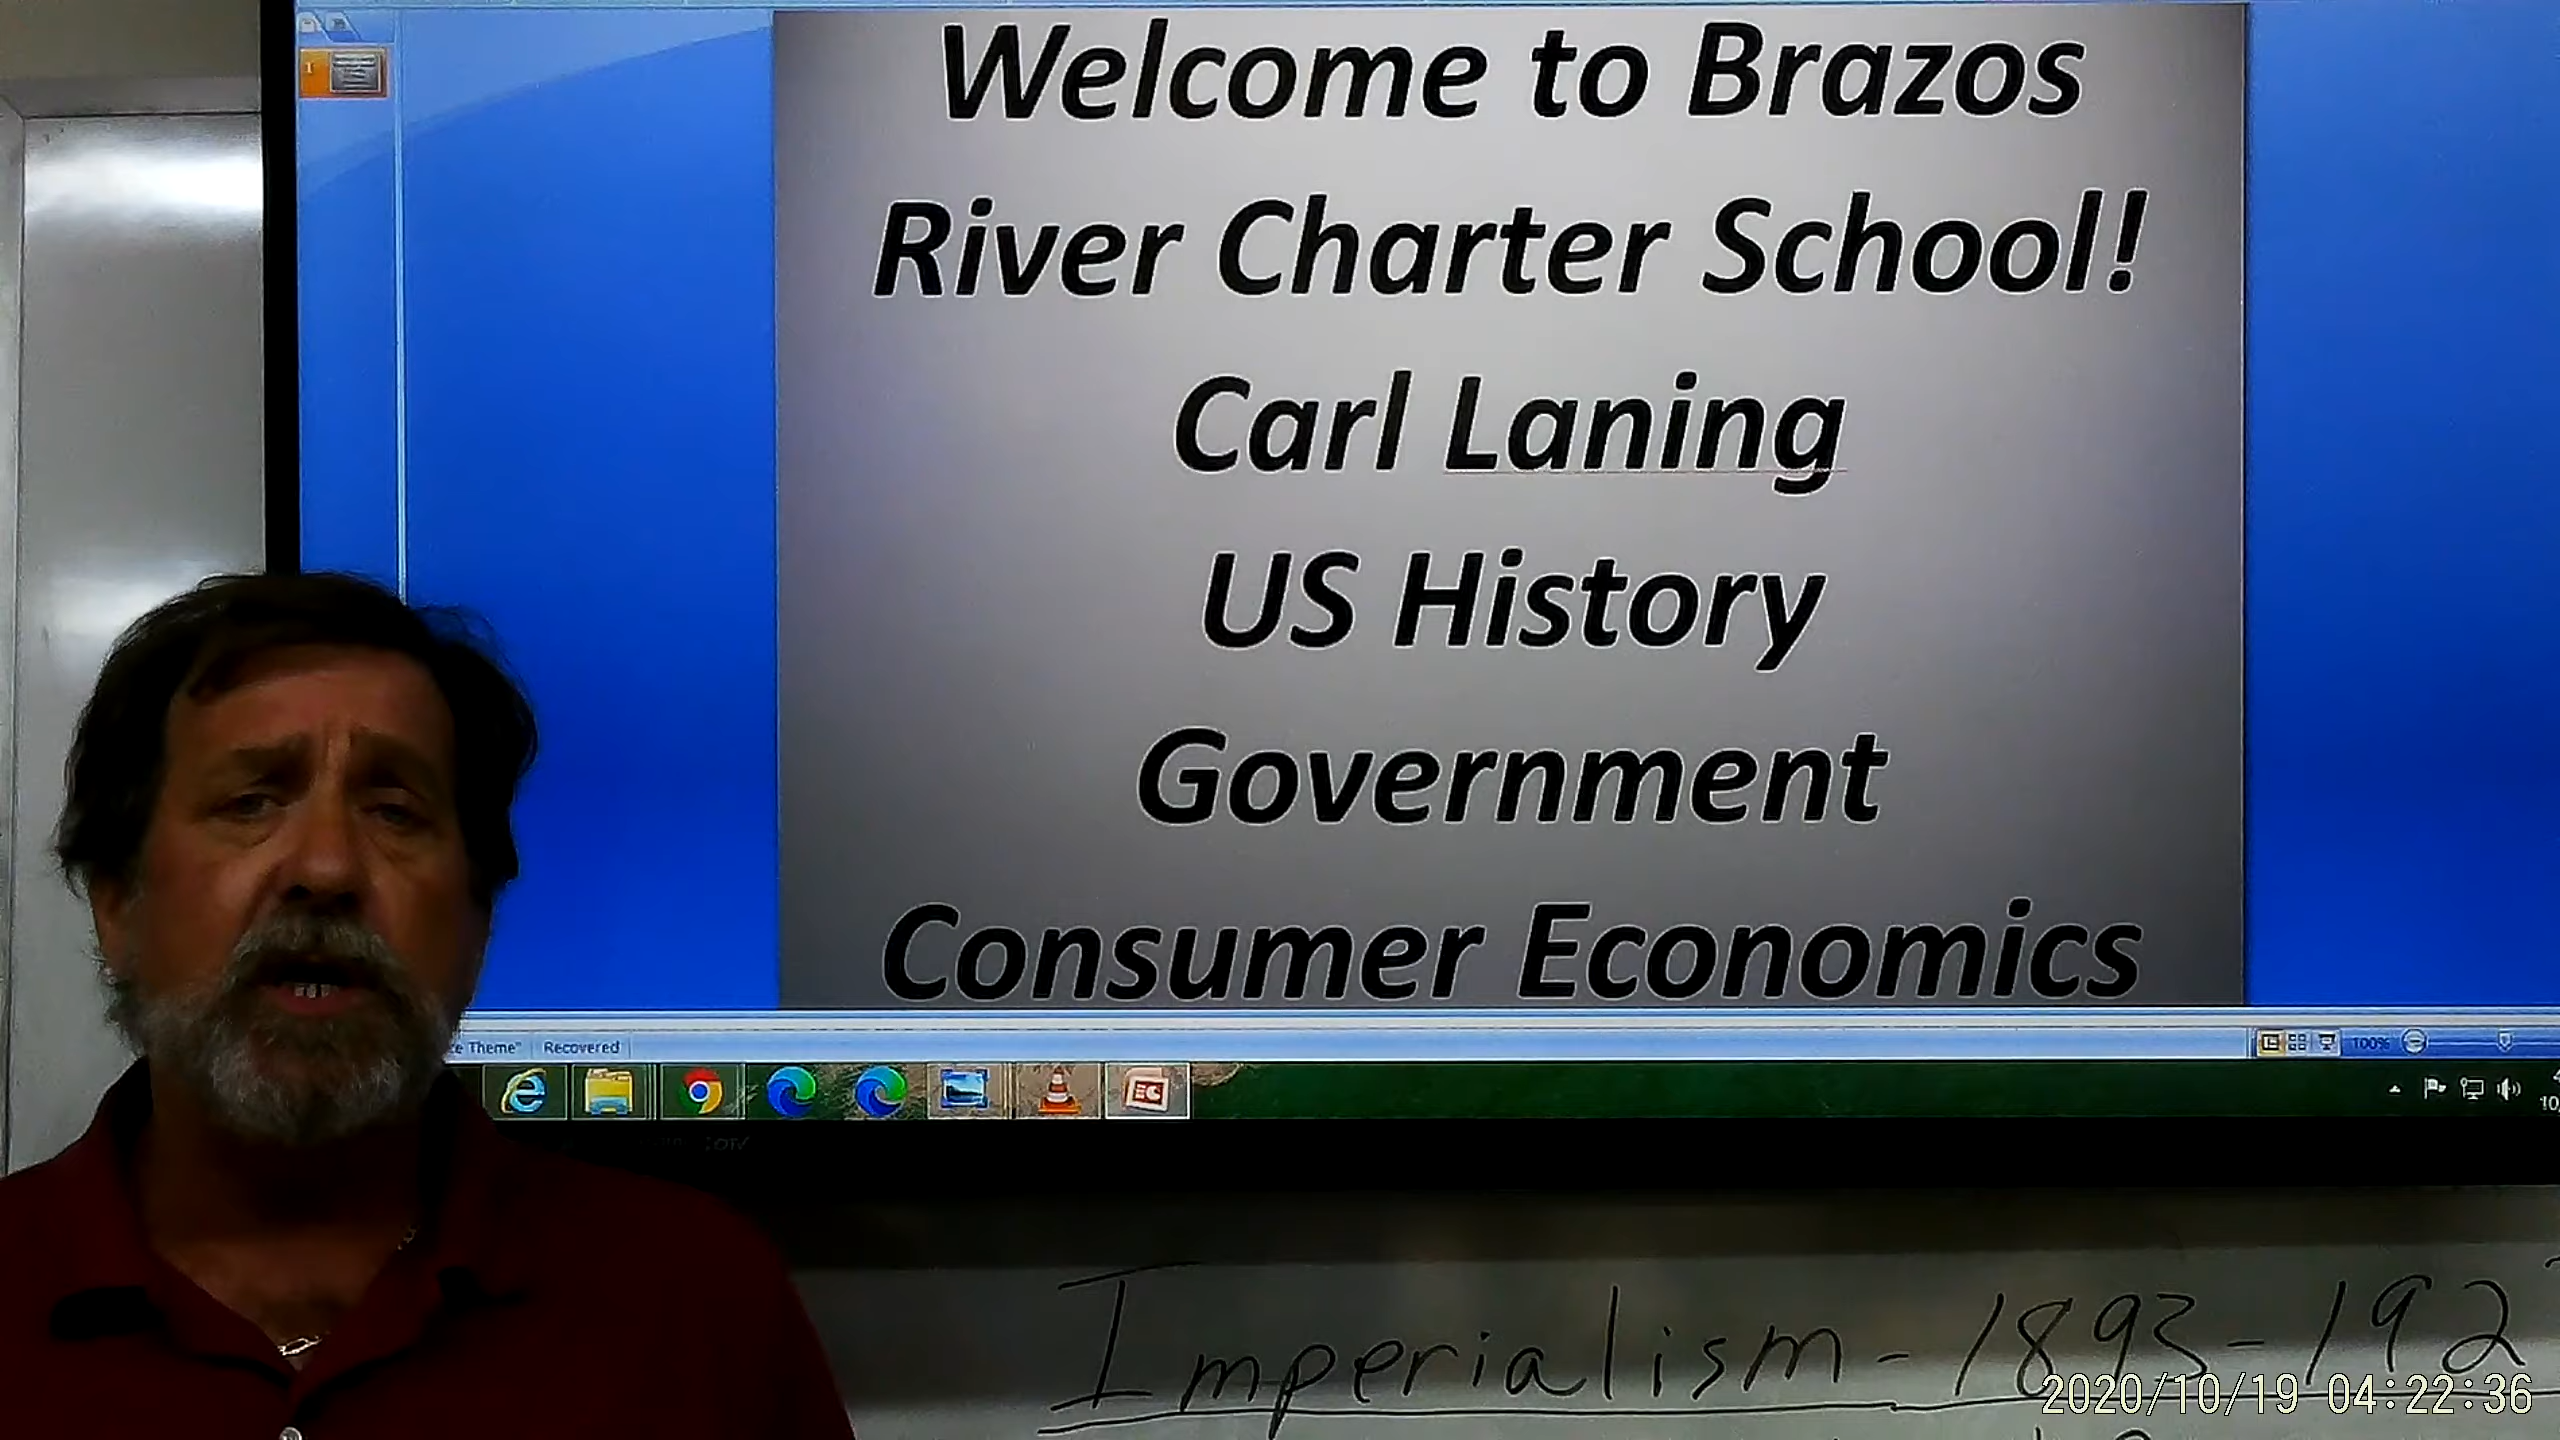 Welcome to Brazos
River Charter School!
Carl Laning
US History
Government
Consumer Economics
Theme" Recovered
100%
Imperialism - 1893-192
2020/10/19 04:22:36